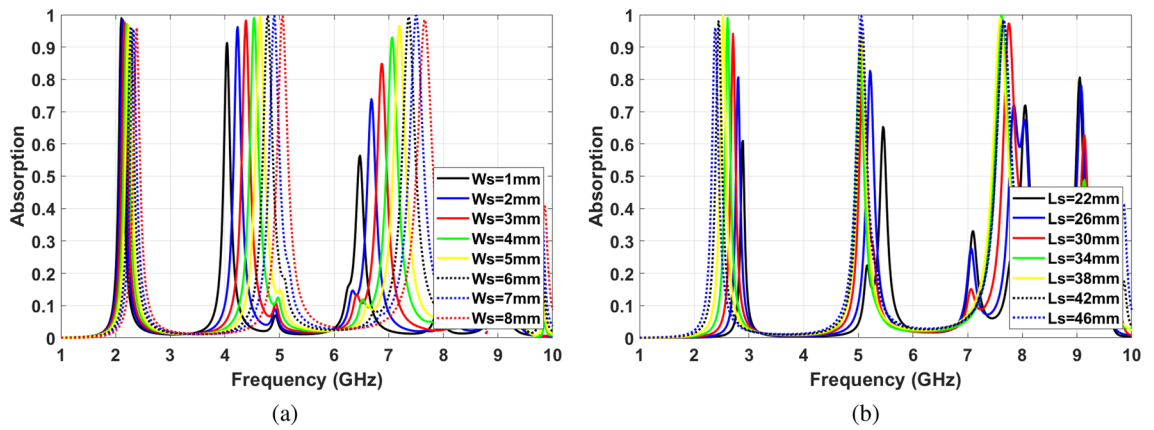 1
0.9
0.8
0.7
0.6
0.5
0.4
0.3
0.2
0.1
0
Absorption
1 2 3 4 5 6 7 8 9 10
Frequency (GHz)
Ws=1mm
Ws=2mm
Ws=3mm
Ws=4mm
Ws=5mm
Ws=6mm
Ws=7mm
Ws=8mm
(a)
1
0.9
0.8
0.7
0.6
0.5
0.4
0.3
0.2
0.1
0
Absorption
1 2 3 4 5 6 7 8 9 10
Frequency (GHz)
Ls=22mm
Ls=26mm
Ls=30mm
Ls=34mm
Ls=38mm
Ls=42mm
Ls=46mm
(b)